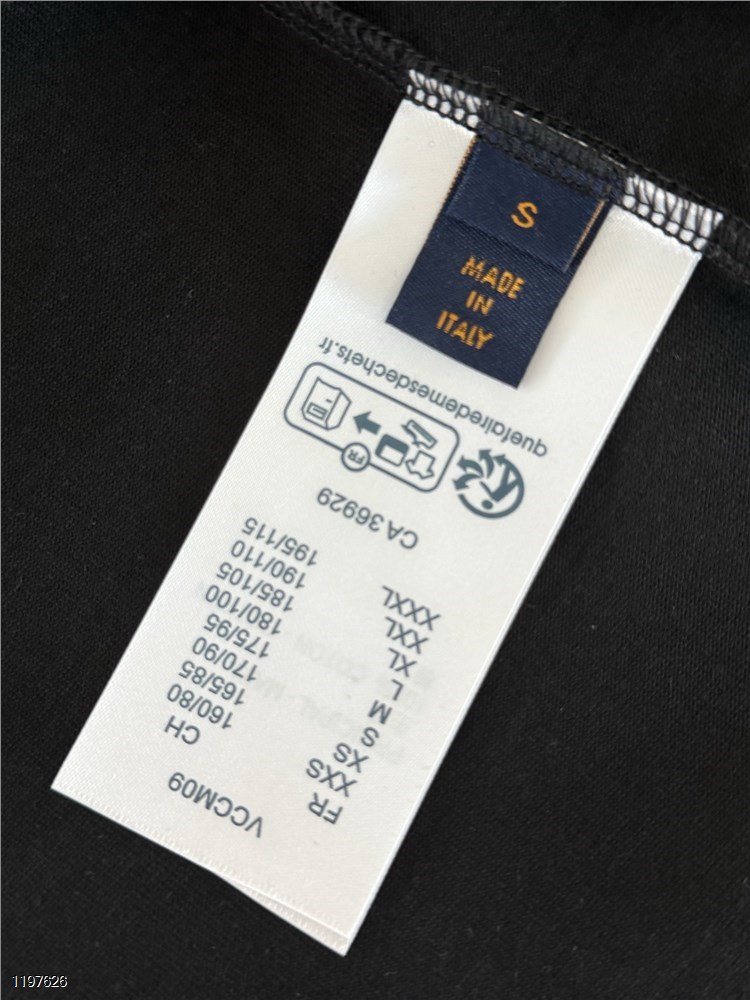 S
MADE
IN
ITALY
VCCM09
FR CH
XXS 160/80
XS 165/85
S 170/90
M 175/95
L 180/100
XL 185/105
XXL 190/110
XXXL 195/115
CA 36929
FR
quefairedemesdechets.fr
1197626